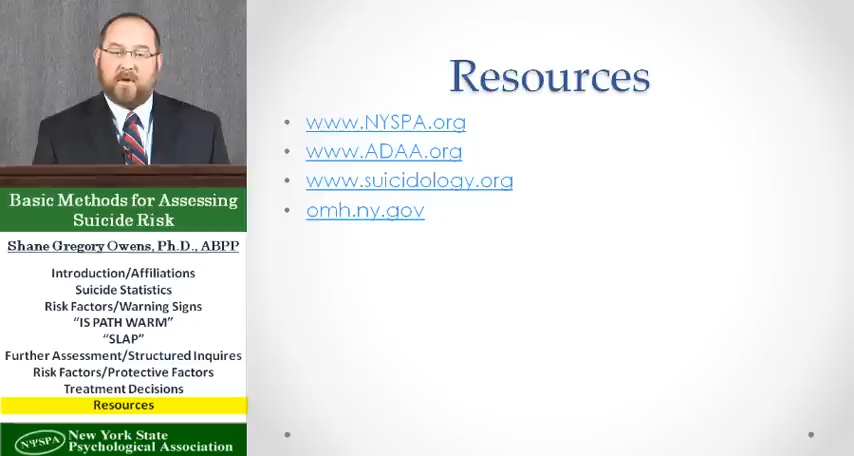 Resources
• www.NYSPA.org
• www.ADAA.org
• www.suicidology.org
• omh.ny.gov
Basic Methods for Assessing
Suicide Risk
Shane Gregory Owens, Ph.D., ABPP
Introduction/Affiliations
Suicide Statistics
Risk Factors/Warning Signs
"IS PATH WARM"
"SLAP"
Further Assessment/Structured Inquires
Risk Factors/Protective Factors
Treatment Decisions
Resources
NYSPA
New York State
Psychological Association